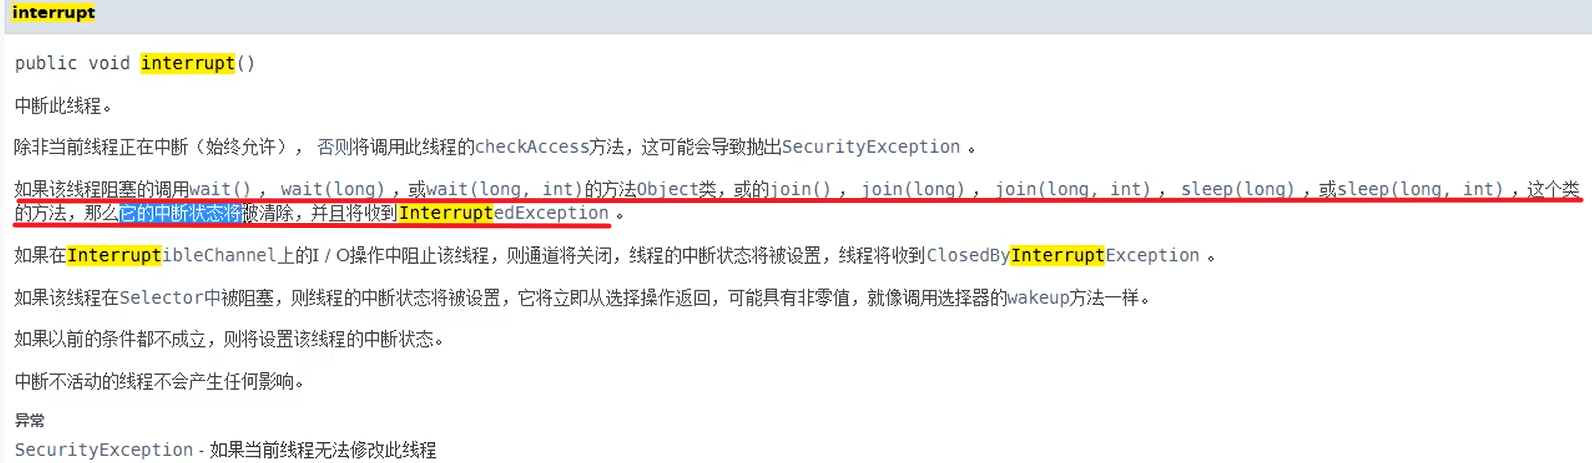 interrupt
public void interrupt()
中断此线程。
除非当前线程正在中断（始终允许）， 否则将调用此线程的checkAccess方法，这可能会导致抛出SecurityException 。
如果该线程阻塞的调用wait() ， wait(long) ，或wait(long, int)的方法Object类，或的join() ， join(long) ， join(long, int) ， sleep(long) ，或sleep(long, int) ，这个类
的方法，那么它的中断状态将被清除，并且将收到InterruptedException 。
如果在InterruptibleChannel上的I / O操作中阻止该线程，则通道将关闭，线程的中断状态将被设置，线程将收到ClosedByInterruptException 。
如果该线程在Selector中被阻塞，则线程的中断状态将被设置，它将立即从选择操作返回，可能具有非零值，就像调用选择器的wakeup方法一样。
如果以前的条件都不成立，则将设置该线程的中断状态。
中断不活动的线程不会产生任何影响。
异常
SecurityException - 如果当前线程无法修改此线程